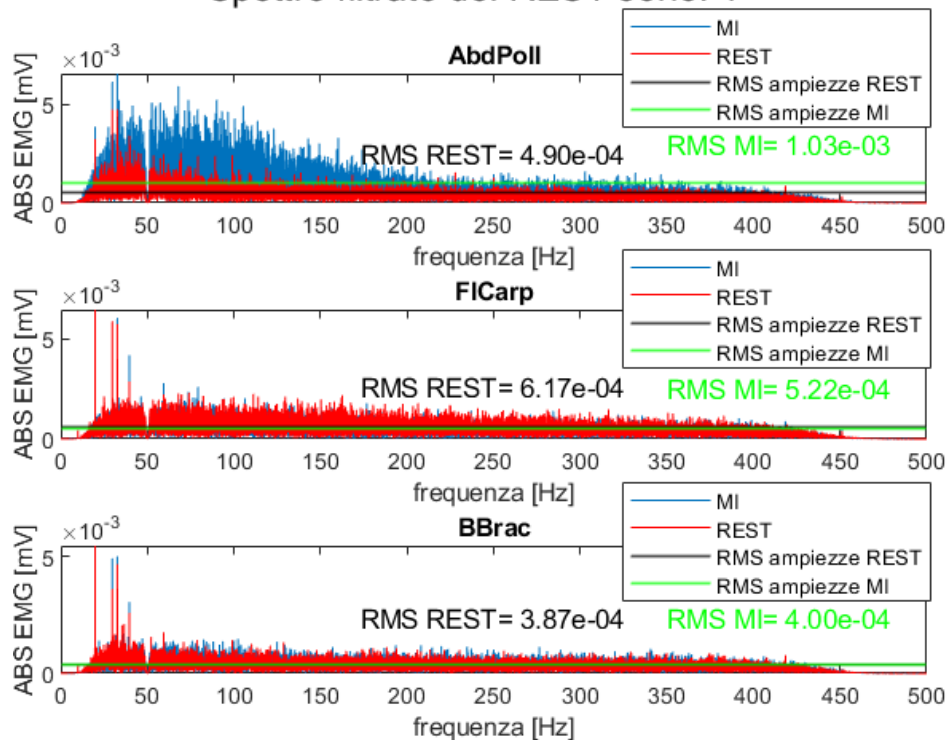 MI
REST
RMS ampiezze REST
RMS ampiezze MI
×10⁻³
AbdPoll
5
0
ABS EMG [mV]
RMS REST= 4.90e-04
RMS MI= 1.03e-03
0 50 100 150 200 250 300 350 400 450 500
frequenza [Hz]
MI
REST
RMS ampiezze REST
RMS ampiezze MI
×10⁻³
FlCarp
5
0
ABS EMG [mV]
RMS REST= 6.17e-04
RMS MI= 5.22e-04
0 50 100 150 200 250 300 350 400 450 500
frequenza [Hz]
MI
REST
RMS ampiezze REST
RMS ampiezze MI
×10⁻³
BBrac
5
0
ABS EMG [mV]
RMS REST= 3.87e-04
RMS MI= 4.00e-04
0 50 100 150 200 250 300 350 400 450 500
frequenza [Hz]